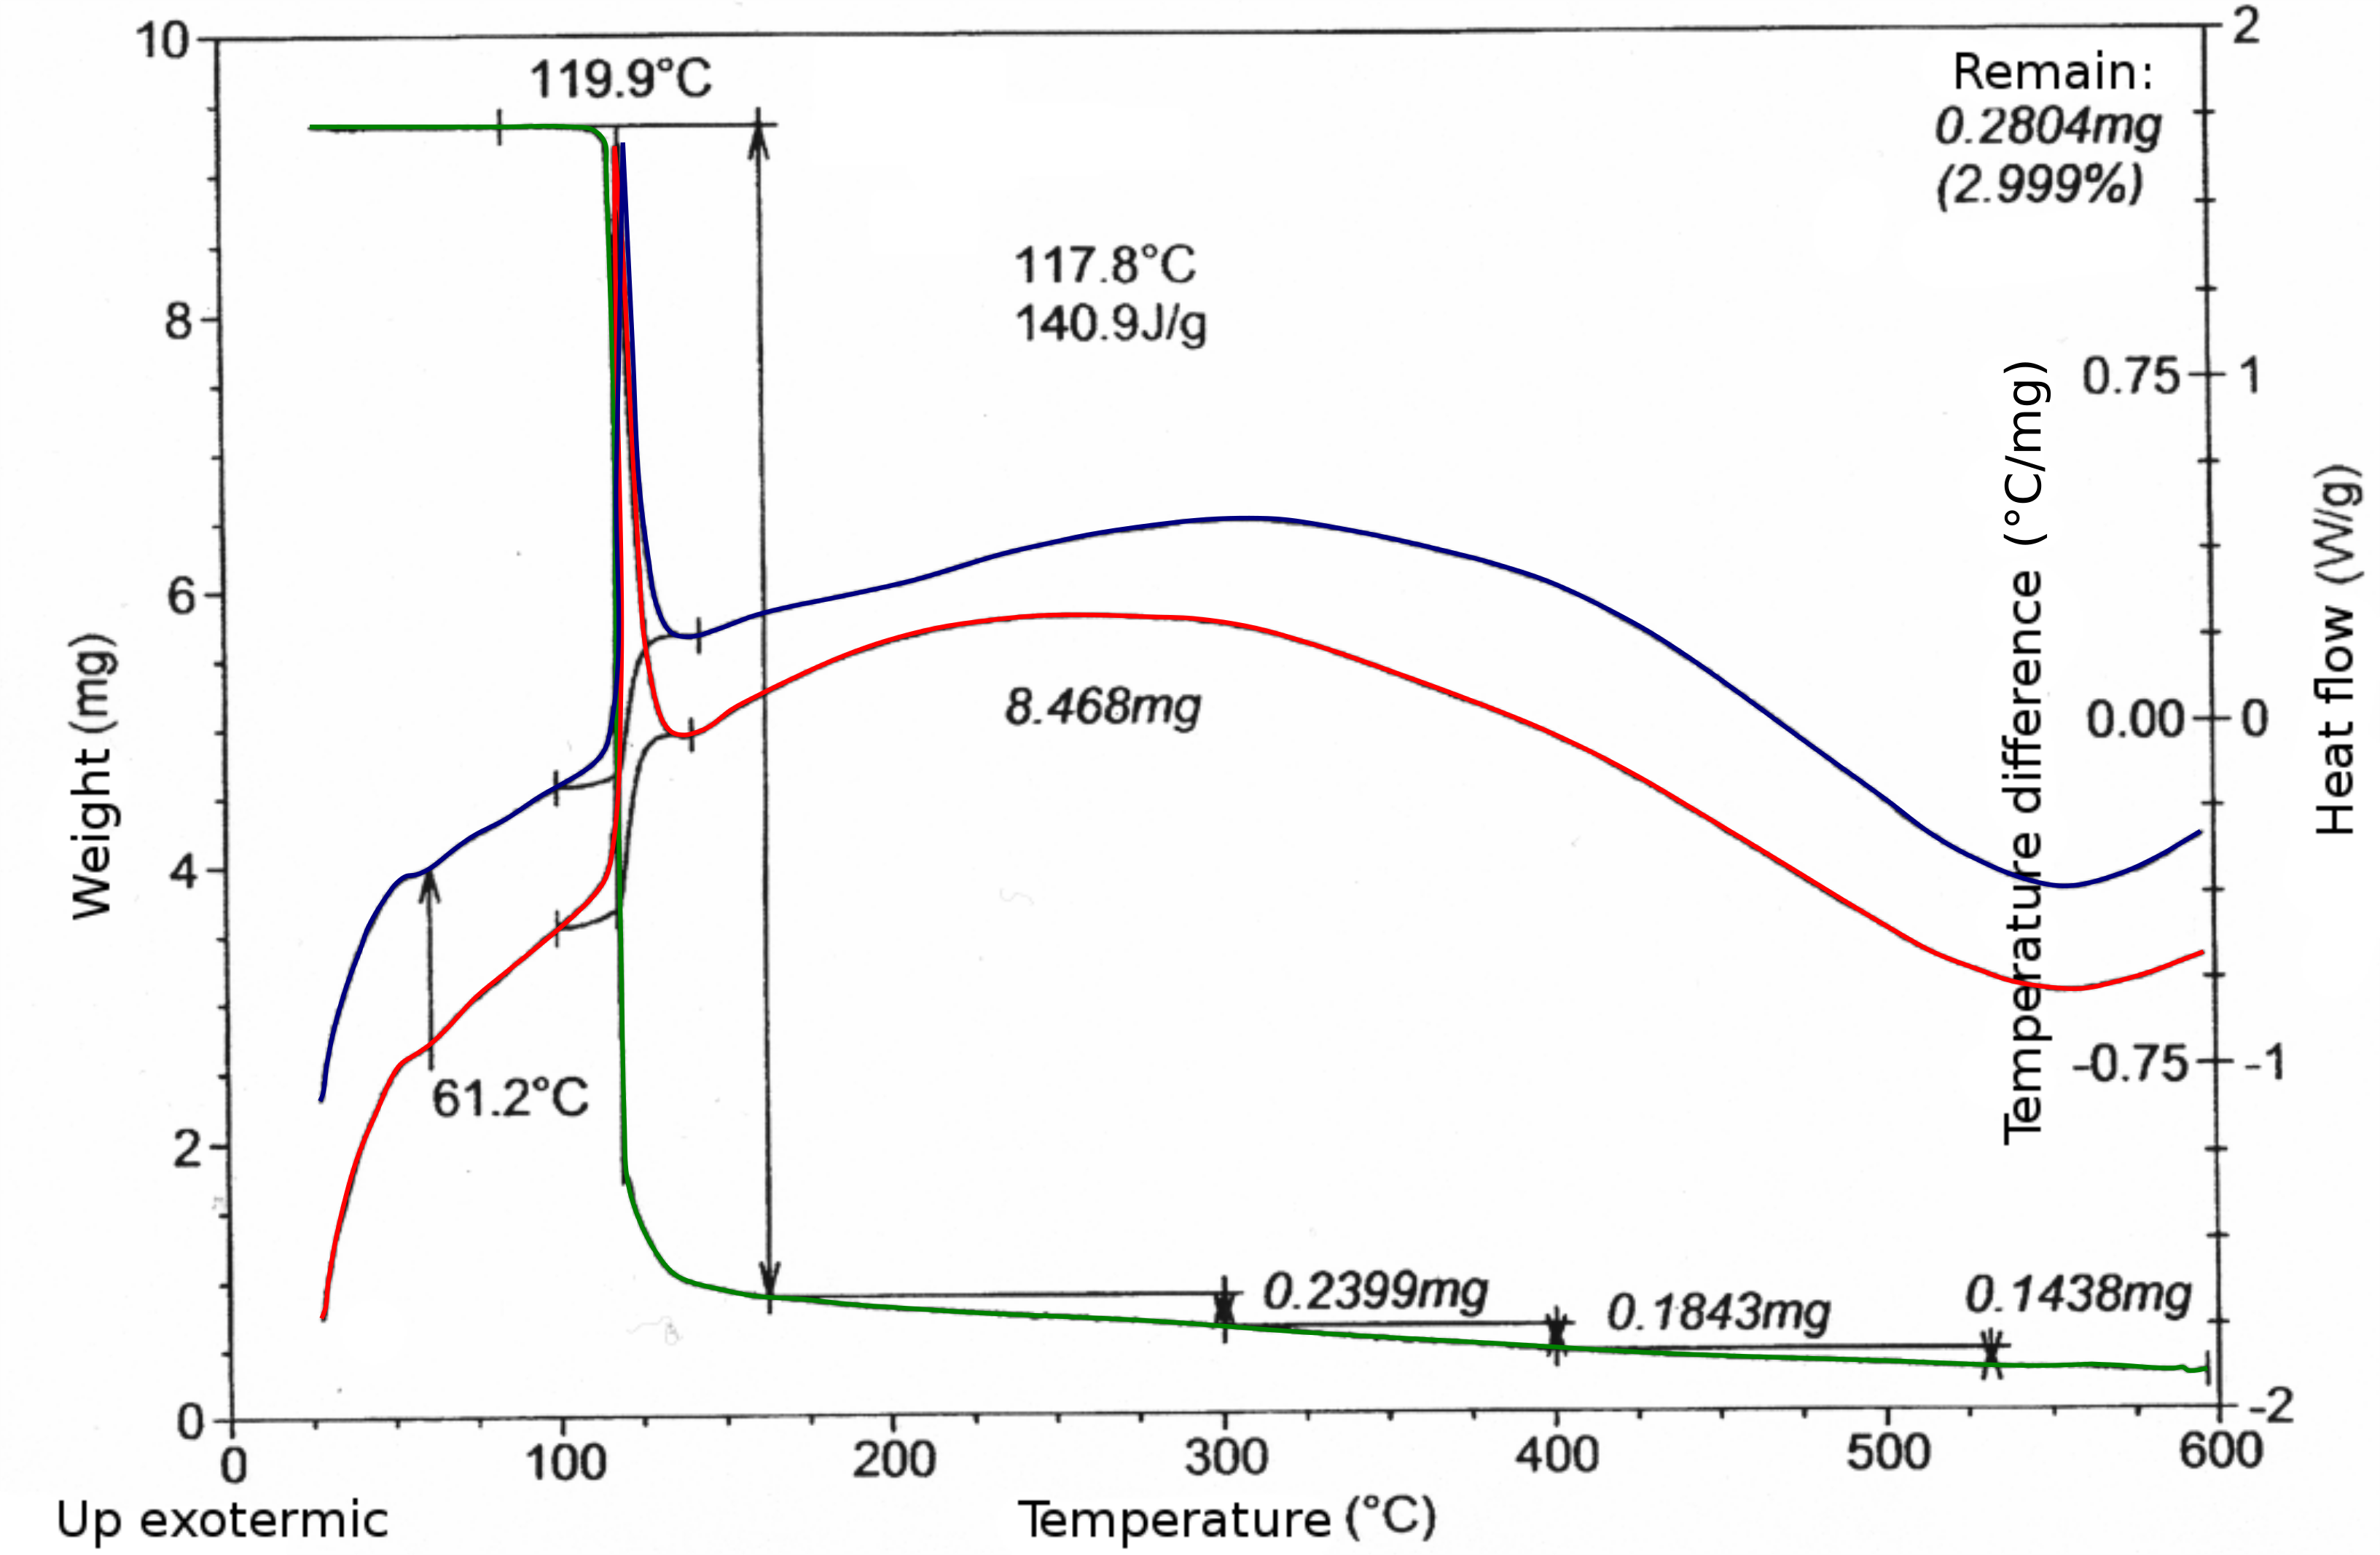 10
2
119.9°C
Remain:
0.2804mg
(2.999%)
117.8°C
140.9J/g
8
0.75
1
6
Weight (mg)
8.468mg
Temperature difference (°C/mg)
0.00
0
Heat flow (W/g)
4
61.2°C
-0.75
-1
2
0.2399mg
0.1843mg
0.1438mg
0
-2
0
100
200
300
400
500
600
Up exotermic
Temperature (°C)